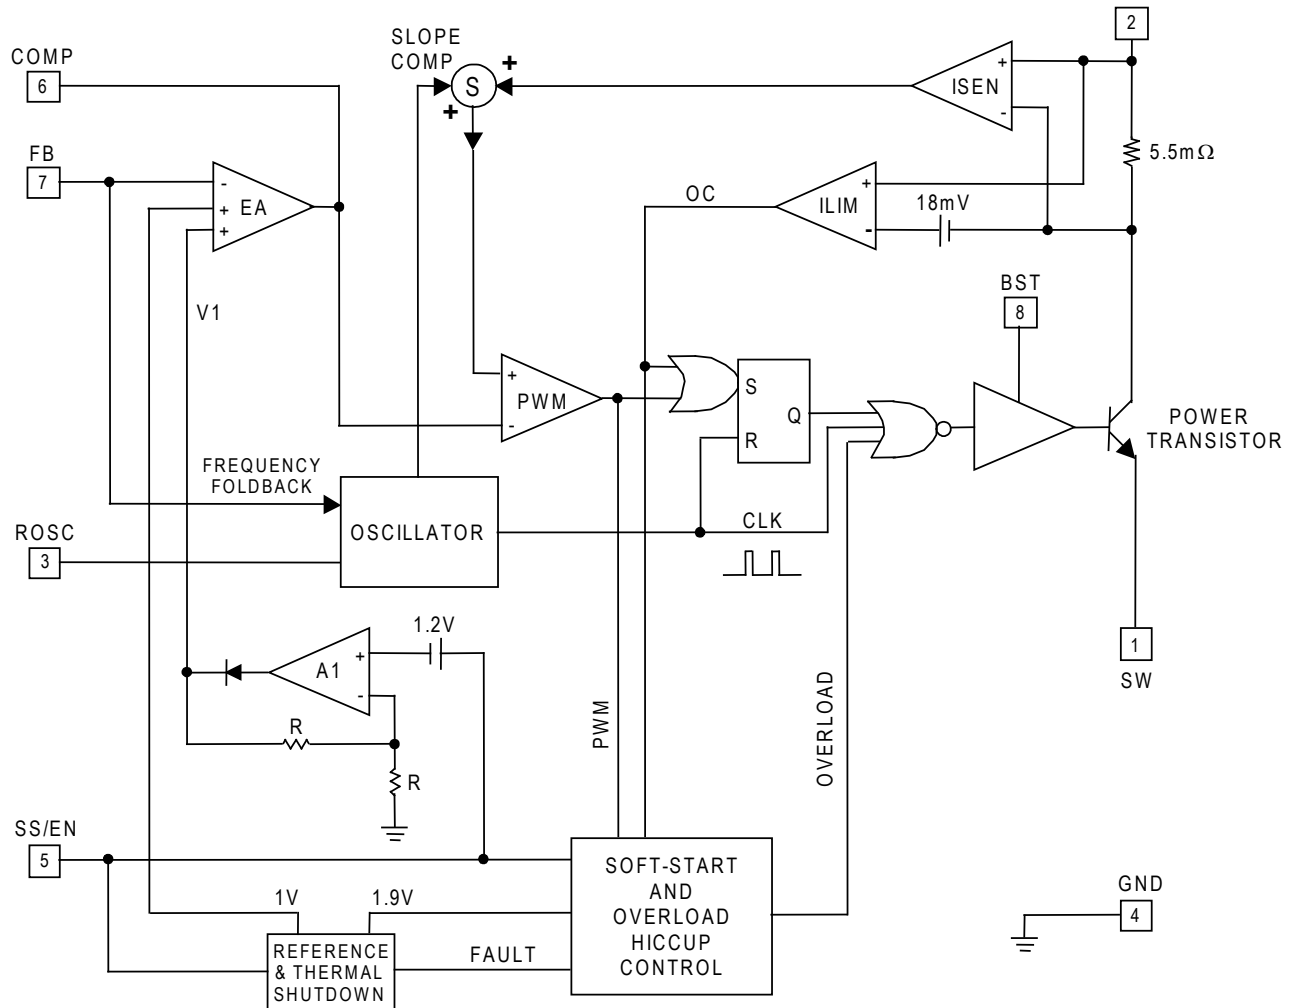 2
SLOPE
COMP
COMP
6
+
+
S
ISEN
+
-
5.5mΩ
FB
7
-
+
+
EA
OC
ILIM
+
-
18mV
V1
BST
8
+
-
PWM
S
R
Q
POWER
TRANSISTOR
FREQUENCY
FOLDBACK
OSCILLATOR
CLK
ROSC
3
1.2V
A1
+
-
R
R
PWM
OVERLOAD
1
SW
SS/EN
5
SOFT-START
AND
OVERLOAD
HICCUP
CONTROL
1V
1.9V
GND
4
REFERENCE
& THERMAL
SHUTDOWN
FAULT